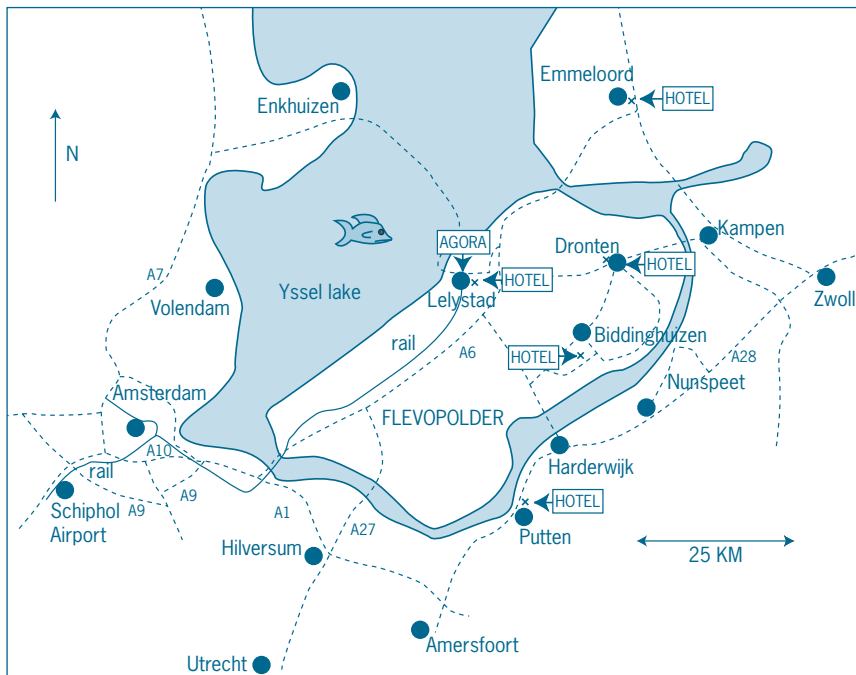 Emmeloord
HOTEL
Enkhuizen
N
Kampen
AGORA
Dronten
HOTEL
A7
Yssel lake
HOTEL
Zwoll
Volendam
Lelystad
rail
Biddinghuizen
A6
HOTEL
A28
Nunspeet
Amsterdam
FLEVOPOLDER
A10
Harderwijk
rail
A9
A9
Schiphol
Airport
A1
HOTEL
A27
Putten
Hilversum
25 KM
Amersfoort
Utrecht